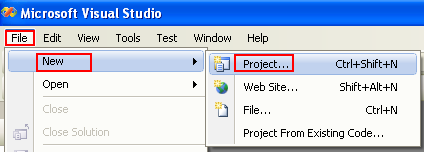 Microsoft Visual Studio
File Edit View Tools Test Window Help
New
Open
Close
Close Solution
Project... Ctrl+Shift+N
Web Site... Shift+Alt+N
File... Ctrl+N
Project From Existing Code...